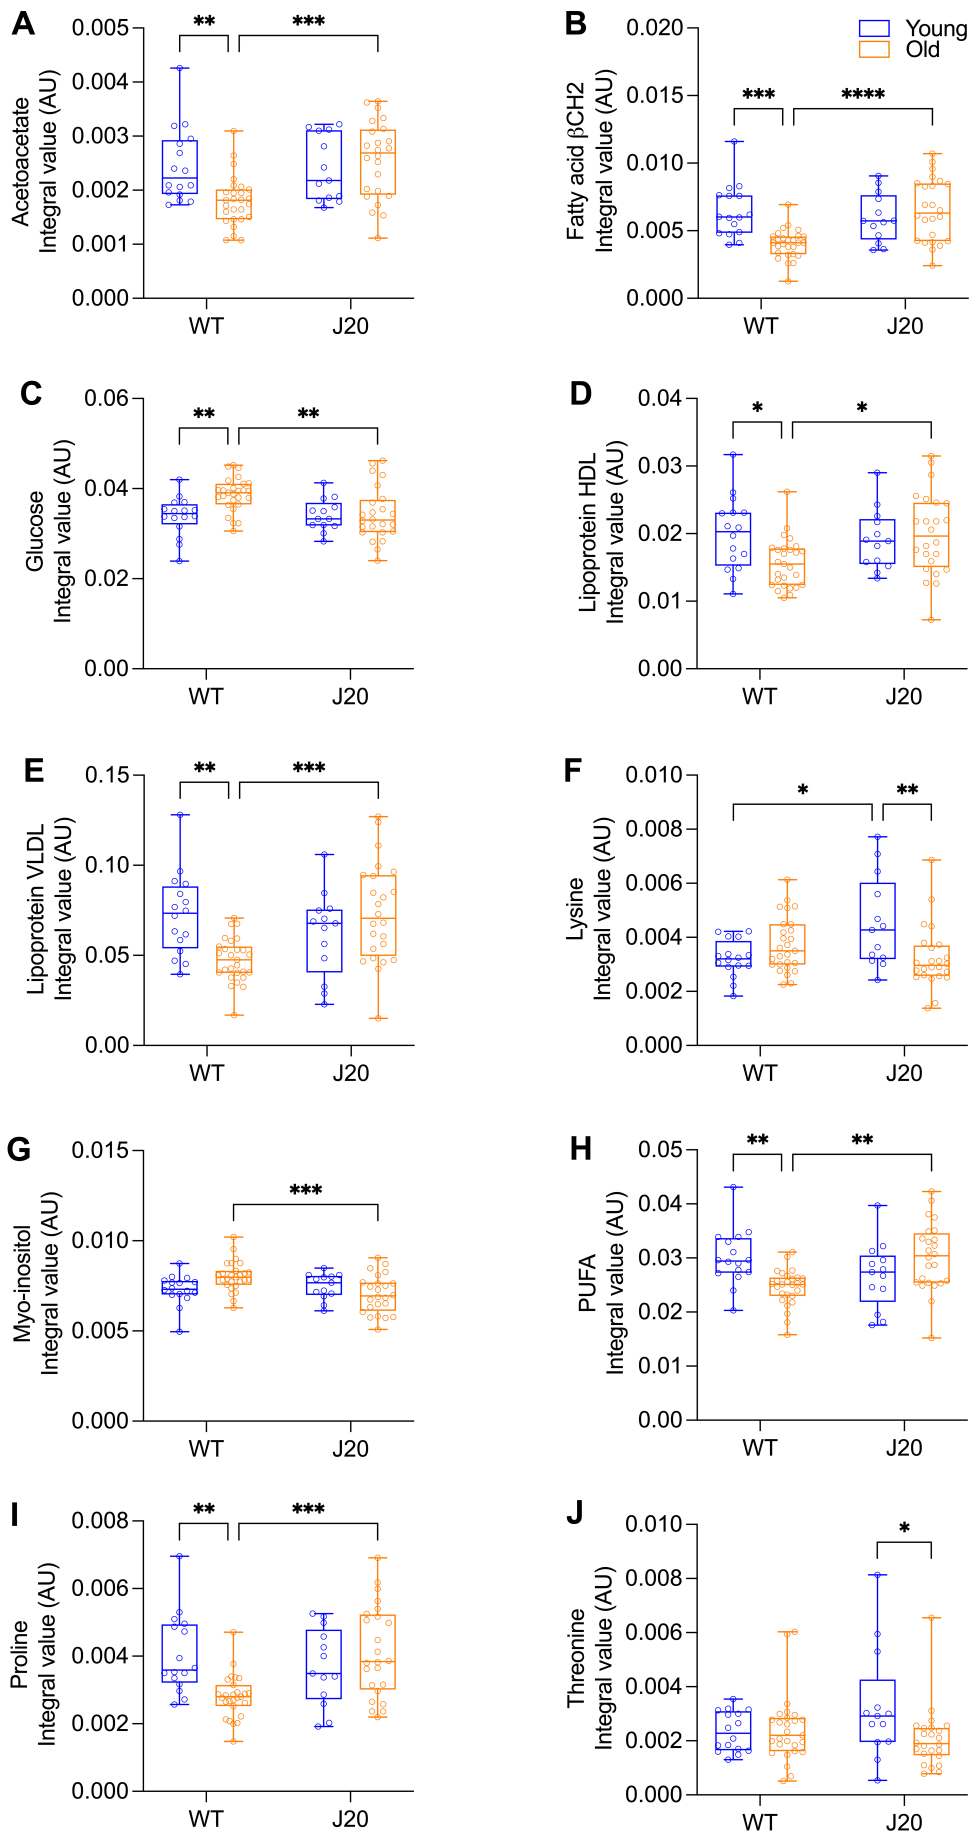 A
Acetoacetate
Integral value (AU)
0.005
0.004
0.003
0.002
0.001
0.000
** ***
WT J20
B
Fatty acid βCH2
Integral value (AU)
0.020
0.015
0.010
0.005
0.000
*** ****
WT J20
Young
Old
C
Glucose
Integral value (AU)
0.06
0.04
0.02
0.00
** **
WT J20
D
Lipoprotein HDL
Integral value (AU)
0.04
0.03
0.02
0.01
0.00
* *
WT J20
E
Lipoprotein VLDL
Integral value (AU)
0.15
0.10
0.05
0.00
** ***
WT J20
F
Lysine
Integral value (AU)
0.010
0.008
0.006
0.004
0.002
0.000
* **
WT J20
G
Myo-inositol
Integral value (AU)
0.015
0.010
0.005
0.000
***
WT J20
H
PUFA
Integral value (AU)
0.05
0.04
0.03
0.02
0.01
0.00
** **
WT J20
I
Proline
Integral value (AU)
0.008
0.006
0.004
0.002
0.000
** ***
WT J20
J
Threonine
Integral value (AU)
0.010
0.008
0.006
0.004
0.002
0.000
*
WT J20